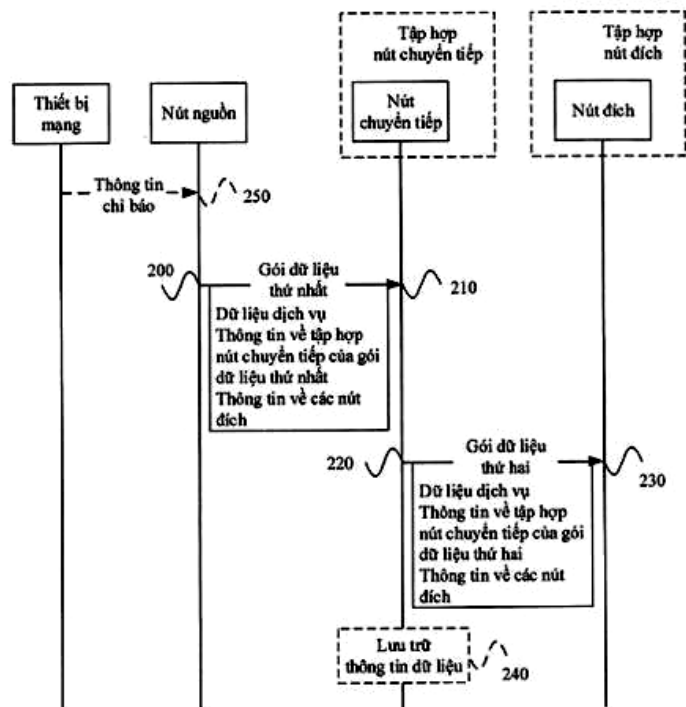 Tập hợp
nút chuyển tiếp
Tập hợp
nút đích
Thiết bị
mạng
Nút nguồn
Nút
chuyển tiếp
Nút đích
Thông tin
chỉ báo
250
200
Gói dữ liệu
thứ nhất
210
Dữ liệu dịch vụ
Thông tin về tập hợp
nút chuyển tiếp của gói
dữ liệu thứ nhất
Thông tin về các nút
đích
220
Gói dữ liệu
thứ hai
230
Dữ liệu dịch vụ
Thông tin về tập hợp
nút chuyển tiếp của gói
dữ liệu thứ hai
Thông tin về các nút
đích
Lưu trữ
thông tin dữ liệu
240